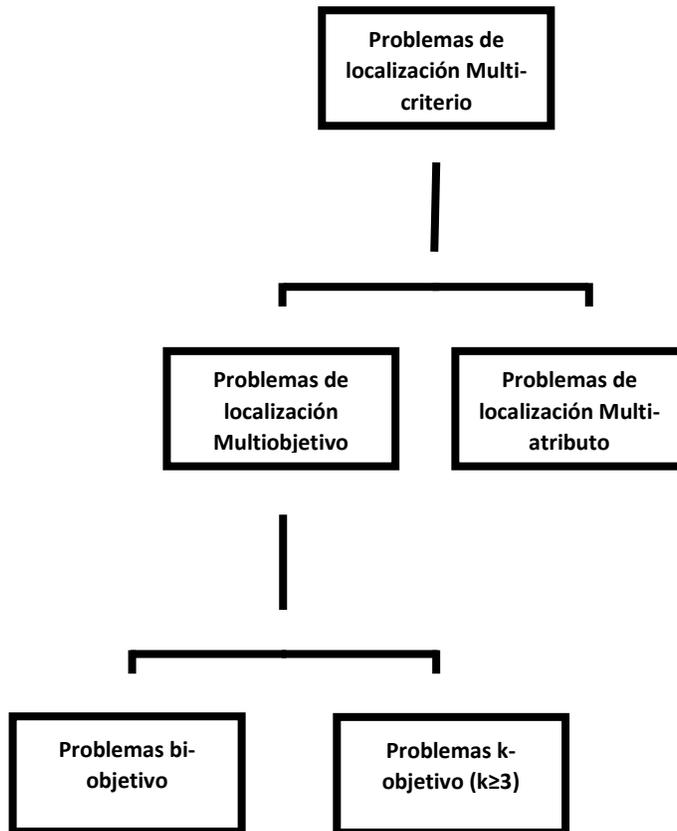 Problemas de
localización Multi-
criterio
Problemas de
localización
Multiobjetivo
Problemas de
localización Multi-
atributo
Problemas bi-
objetivo
Problemas k-
objetivo (k≥3)